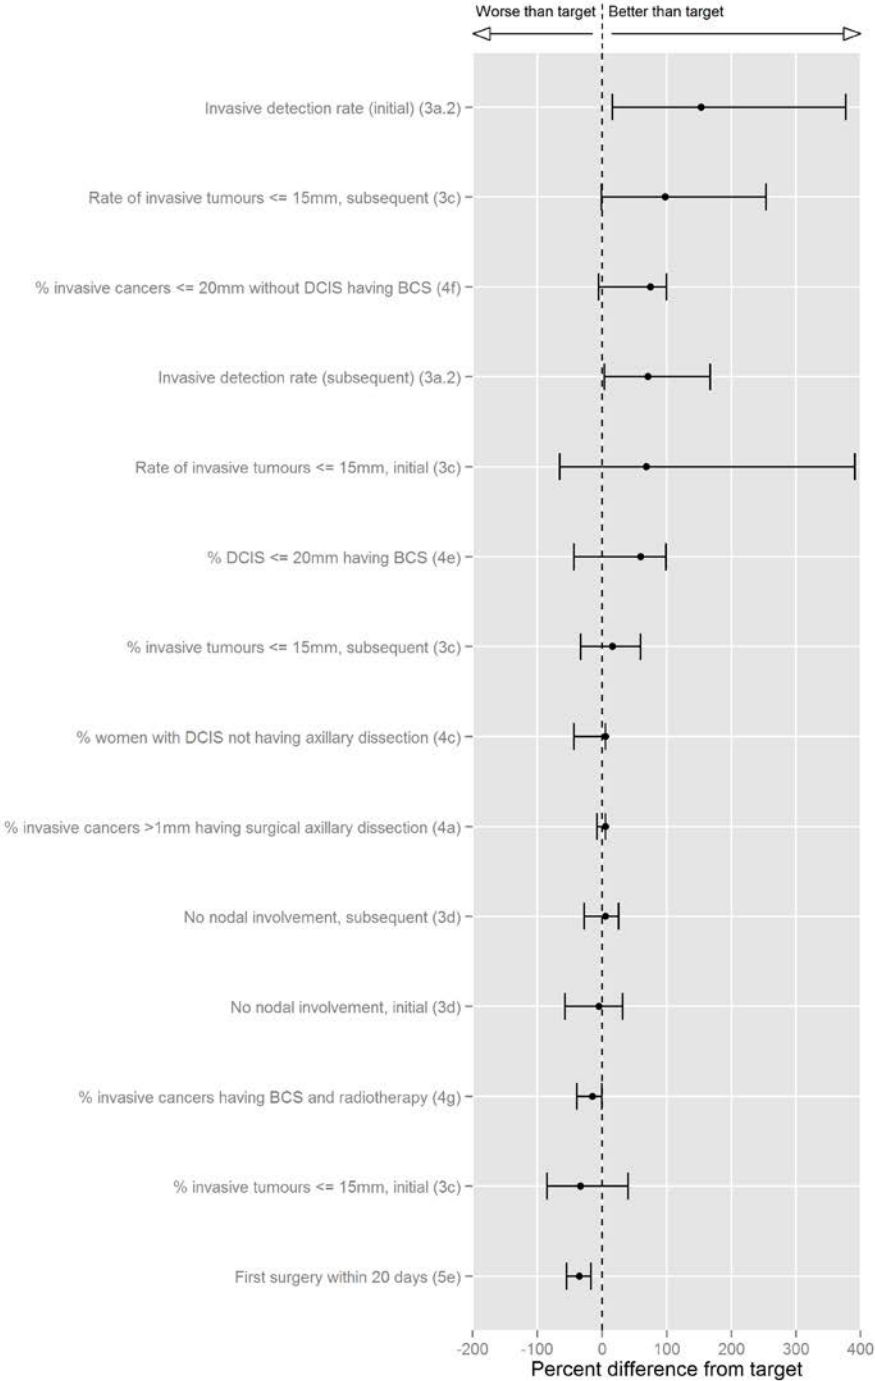 Worse than target Better than target
Invasive detection rate (initial) (3a.2)
Rate of invasive tumours <= 15mm, subsequent (3c)
% invasive cancers <= 20mm without DCIS having BCS (4f)
Invasive detection rate (subsequent) (3a.2)
Rate of invasive tumours <= 15mm, initial (3c)
% DCIS <= 20mm having BCS (4e)
% invasive tumours <= 15mm, subsequent (3c)
% women with DCIS not having axillary dissection (4c)
% invasive cancers >1mm having surgical axillary dissection (4a)
No nodal involvement, subsequent (3d)
No nodal involvement, initial (3d)
% invasive cancers having BCS and radiotherapy (4g)
% invasive tumours <= 15mm, initial (3c)
First surgery within 20 days (5e)
-200 -100 0 100 200 300 400
Percent difference from target